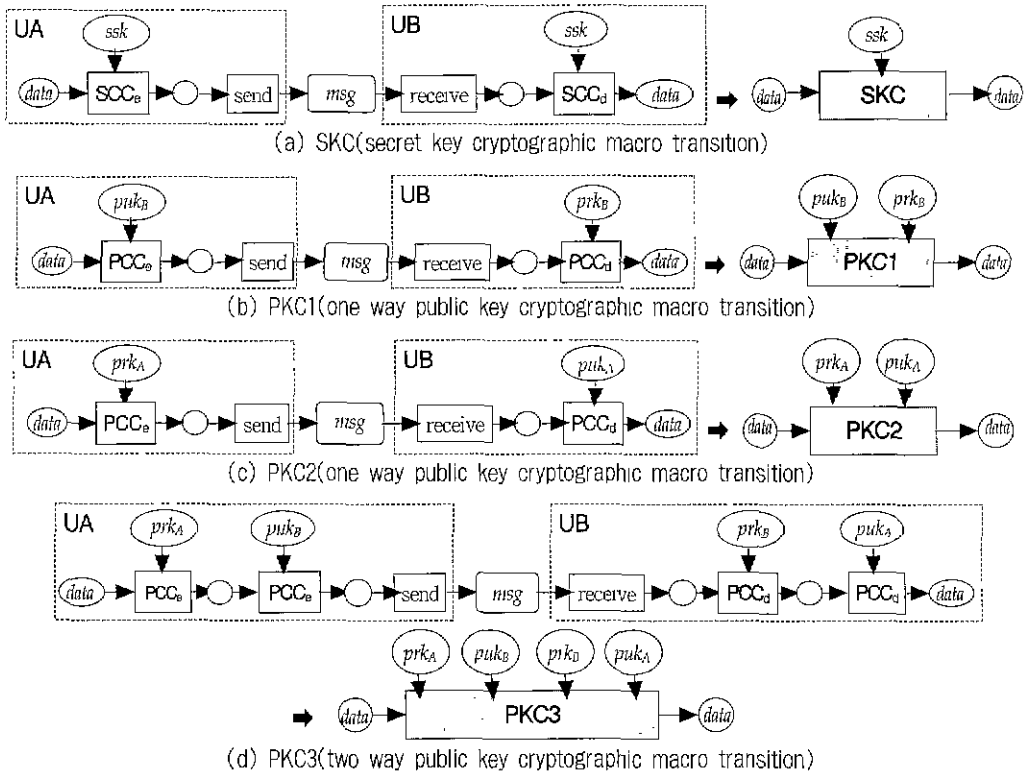 UA UB
ssk ssk ssk
data SCCe send msg receive SCCd data data SKC data
(a) SKC(secret key cryptographic macro transition)
UA UB
pukB prkB pukB prkB
data PCCe send msg receive PCCd data data PKC1 data
(b) PKC1(one way public key cryptographic macro transition)
UA UB
prkA pukA prkA pukA
data PCCe send msg receive PCCd data data PKC2 data
(c) PKC2(one way public key cryptographic macro transition)
UA UB
prkA pukB prkB pukA
data PCCe PCCe send msg receive PCCd PCCd data
prkA pukB prkB pukA
data PKC3 data
(d) PKC3(two way public key cryptographic macro transition)